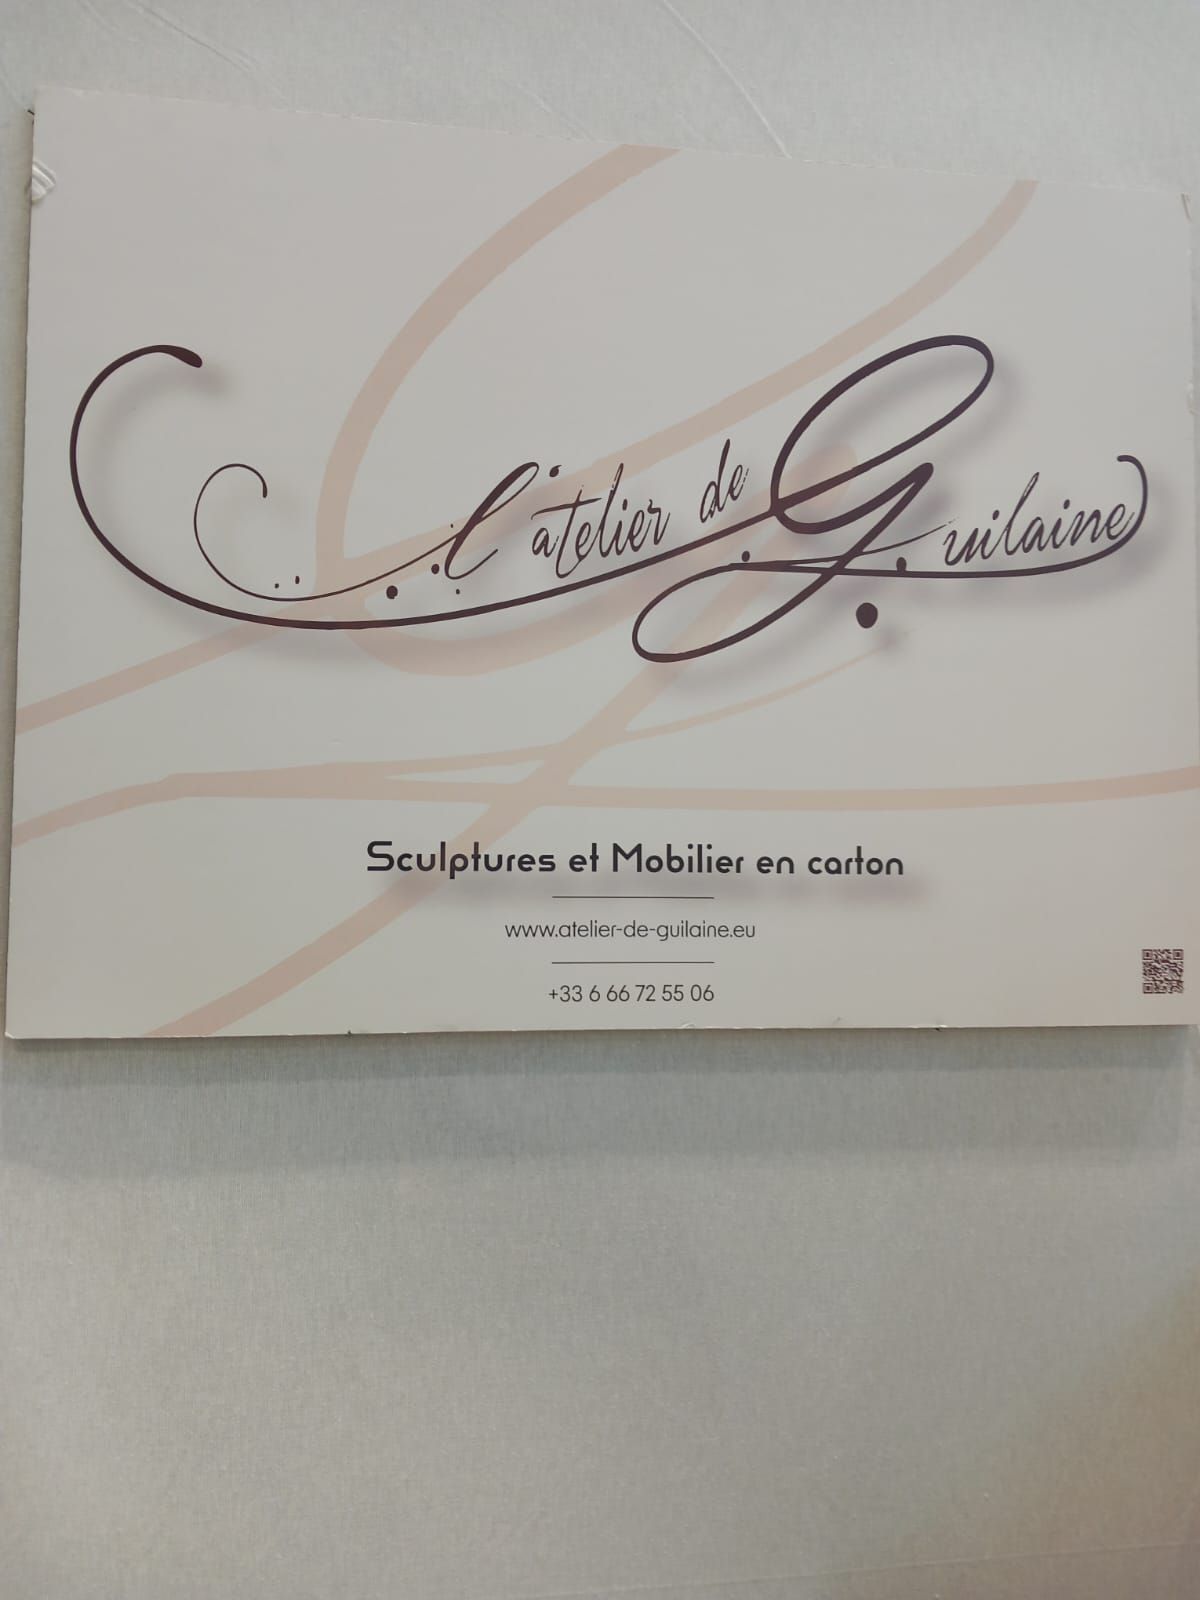 l'atelier de Guilaine
Sculptures et Mobilier en carton
www.atelier-de-guilaine.eu
+33 6 66 72 55 06